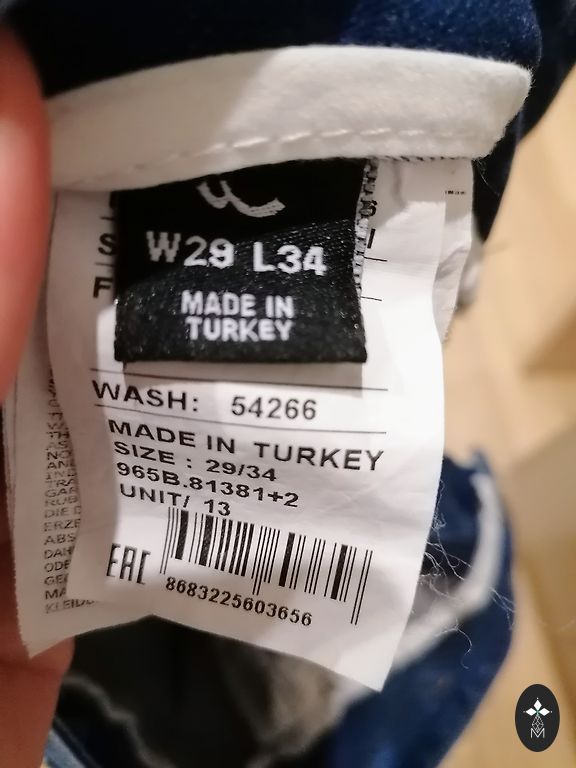 W29 L34
MADE IN
TURKEY
WASH: 54266
MADE IN TURKEY
SIZE : 29/34
965B.81381+2
UNIT/ 13
EAC
8683225603656